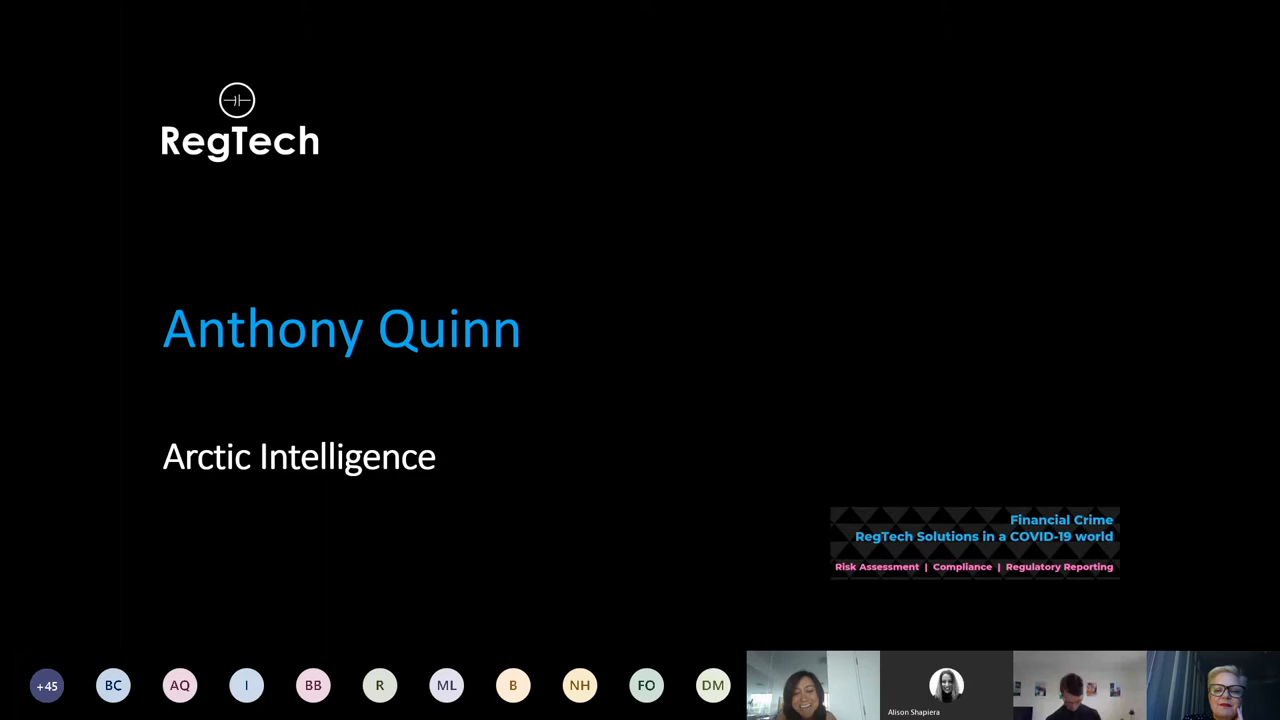 RegTech
Anthony Quinn
Arctic Intelligence
Financial Crime
RegTech Solutions in a COVID-19 world
Risk Assessment | Compliance | Regulatory Reporting
+45
BC
AQ
I
BB
R
ML
B
NH
FO
DM
Alison Shapiera